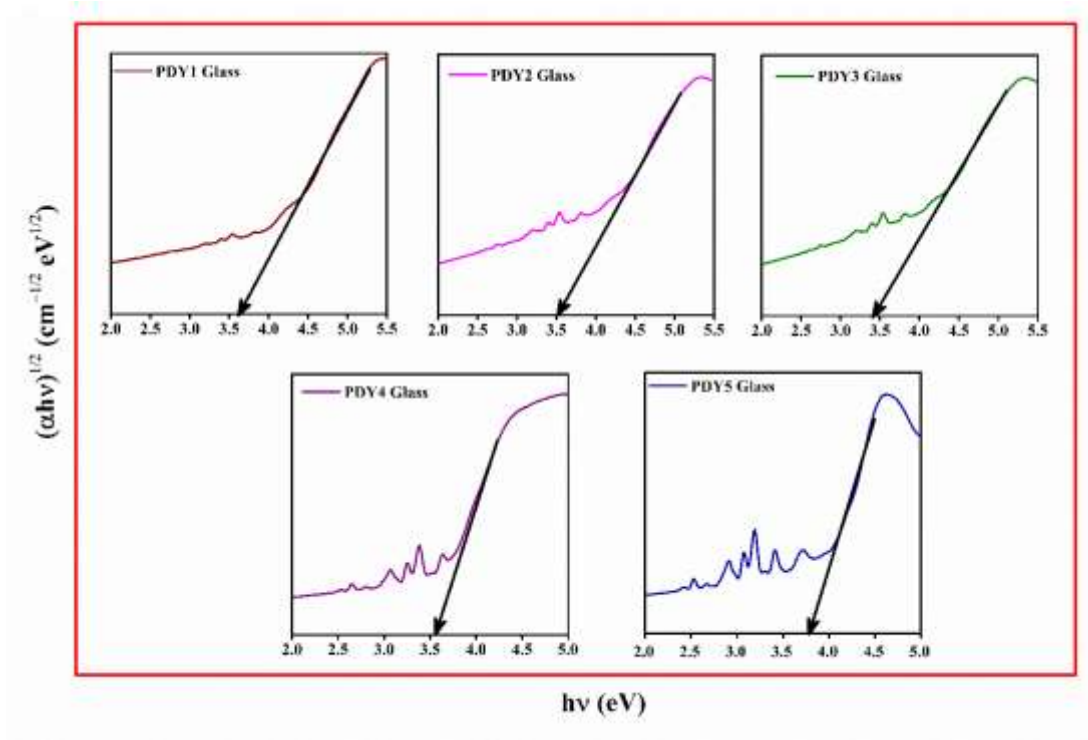 PDY1 Glass
2.0 2.5 3.0 3.5 4.0 4.5 5.0 5.5
PDY2 Glass
2.0 2.5 3.0 3.5 4.0 4.5 5.0 5.5
PDY3 Glass
2.0 2.5 3.0 3.5 4.0 4.5 5.0 5.5
(αhν)^1/2 (cm^−1/2 eV^1/2)
PDY4 Glass
2.0 2.5 3.0 3.5 4.0 4.5 5.0
PDY5 Glass
2.0 2.5 3.0 3.5 4.0 4.5 5.0
hν (eV)